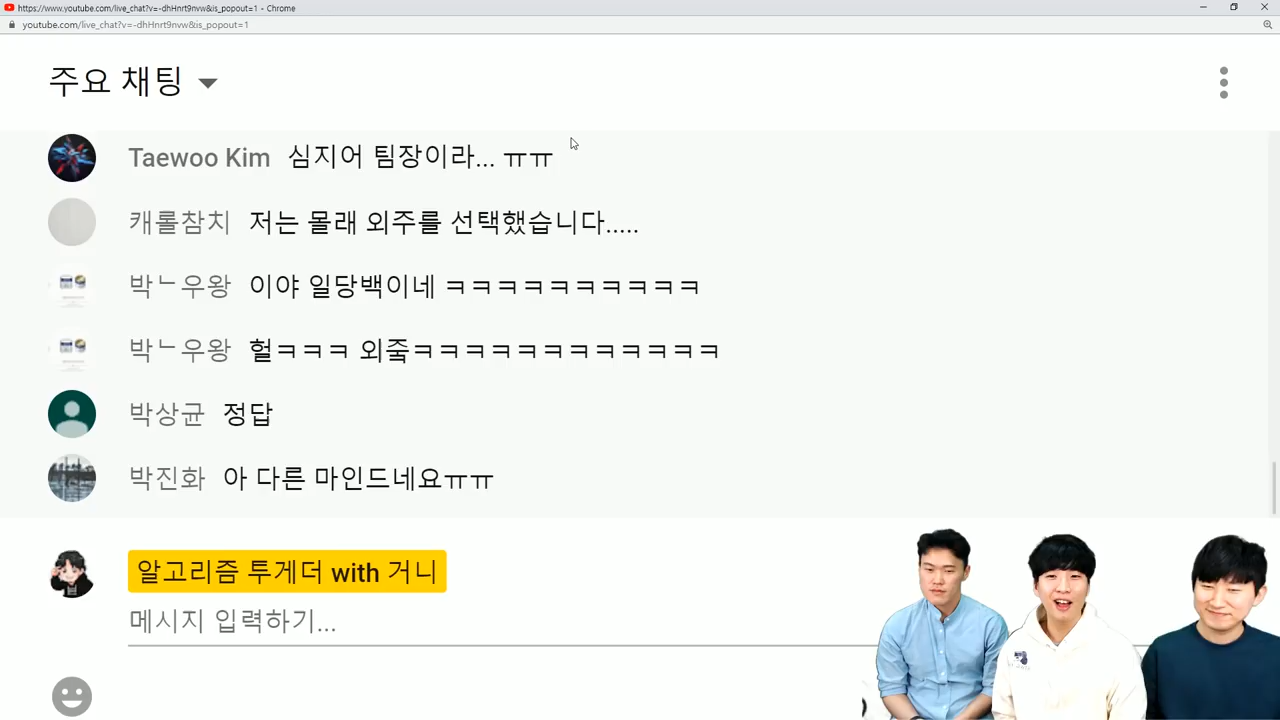 https://www.youtube.com/live_chat?v=-dhHnrt9nvw&is_popout=1 - Chrome
youtube.com/live_chat?v=-dhHnrt9nvw&is_popout=1
주요 채팅
Taewoo Kim 심지어 팀장이라... ㅠㅠ
캐롤참치 저는 몰래 외주를 선택했습니다.....
박ㄴ우왕 이야 일당백이네 ㅋㅋㅋㅋㅋㅋㅋㅋㅋㅋ
박ㄴ우왕 헐ㅋㅋㅋ 외줔ㅋㅋㅋㅋㅋㅋㅋㅋㅋㅋㅋㅋ
박상균 정답
박진화 아 다른 마인드네요ㅠㅠ
알고리즘 투게더 with 거니
메시지 입력하기...